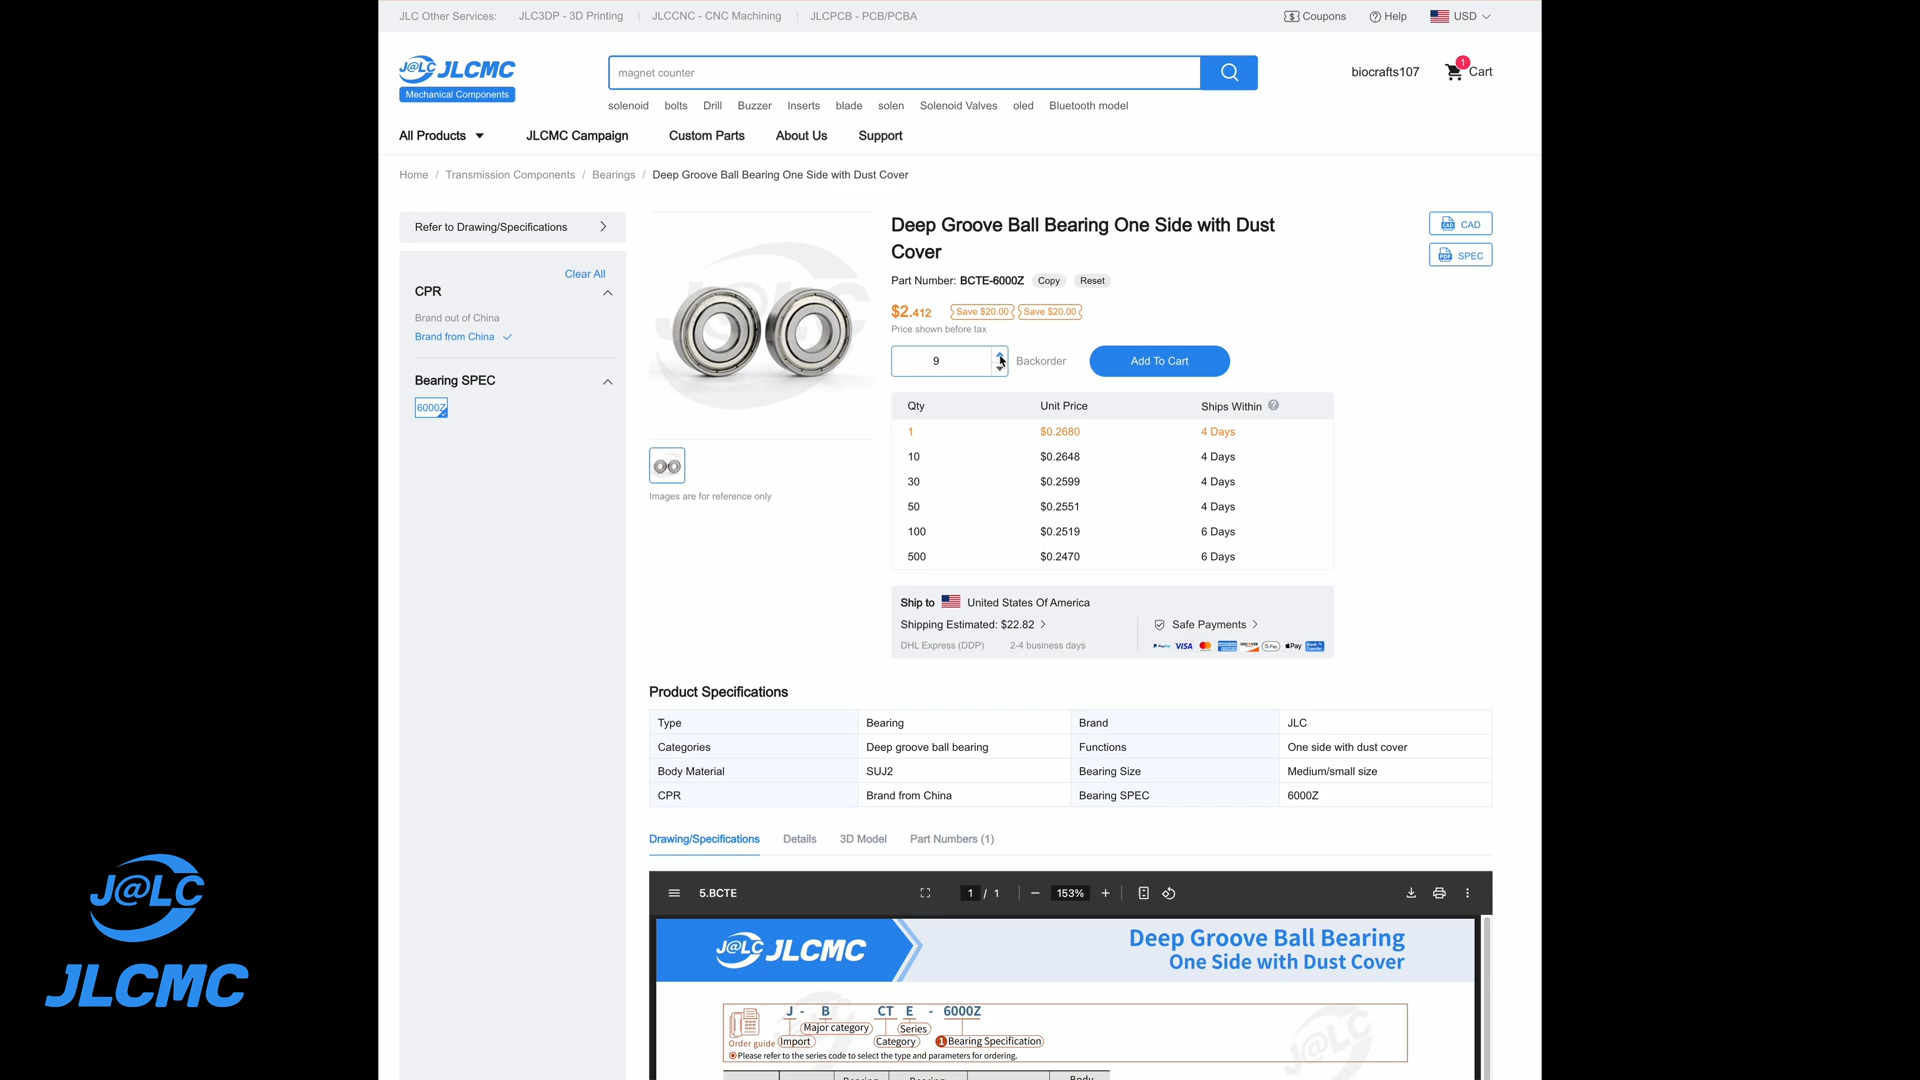 JLC Other Services: JLC3DP - 3D Printing JLCCNC - CNC Machining JLCPCB - PCB/PCBA Coupons Help USD
J@LC JLCMC
Mechanical Components
magnet counter
biocrafts107 1 Cart
solenoid bolts Drill Buzzer Inserts blade solen Solenoid Valves oled Bluetooth model
All Products JLCMC Campaign Custom Parts About Us Support
Home / Transmission Components / Bearings / Deep Groove Ball Bearing One Side with Dust Cover
Refer to Drawing/Specifications
Clear All
CPR
Brand out of China
Brand from China
Bearing SPEC
6000Z
Images are for reference only
Deep Groove Ball Bearing One Side with Dust
Cover
CAD
SPEC
Part Number: BCTE-6000Z Copy Reset
$2.412 Save $20.00 Save $20.00
Price shown before tax
9 Backorder Add To Cart
Qty Unit Price Ships Within
1 $0.2680 4 Days
10 $0.2648 4 Days
30 $0.2599 4 Days
50 $0.2551 4 Days
100 $0.2519 6 Days
500 $0.2470 6 Days
Ship to United States Of America
Shipping Estimated: $22.82 Safe Payments
DHL Express (DDP) 2-4 business days
PayPal VISA DISCOVER G Pay Pay
Product Specifications
Type Bearing Brand JLC
Categories Deep groove ball bearing Functions One side with dust cover
Body Material SUJ2 Bearing Size Medium/small size
CPR Brand from China Bearing SPEC 6000Z
Drawing/Specifications Details 3D Model Part Numbers (1)
5.BCTE 1 / 1 153%
J@LC JLCMC
Deep Groove Ball Bearing
One Side with Dust Cover
J - B CT E - 6000Z
Major category Series
Order guide Import Category 1 Bearing Specification
Please refer to the series code to select the type and parameters for ordering.
J@LC
JLCMC